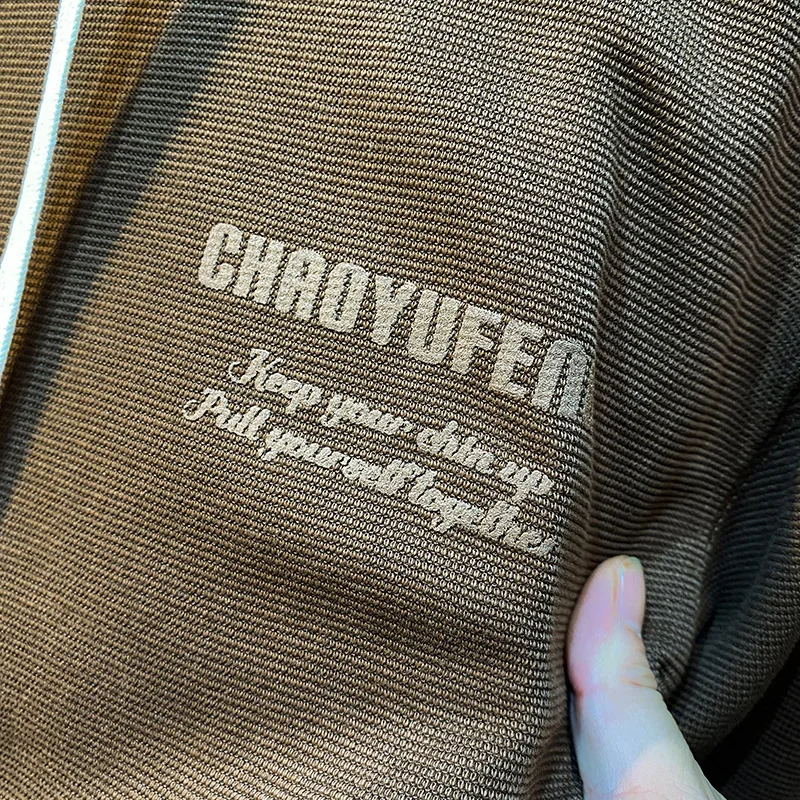 CHAOYUFEN
Keep your chin up
Pull yourself together